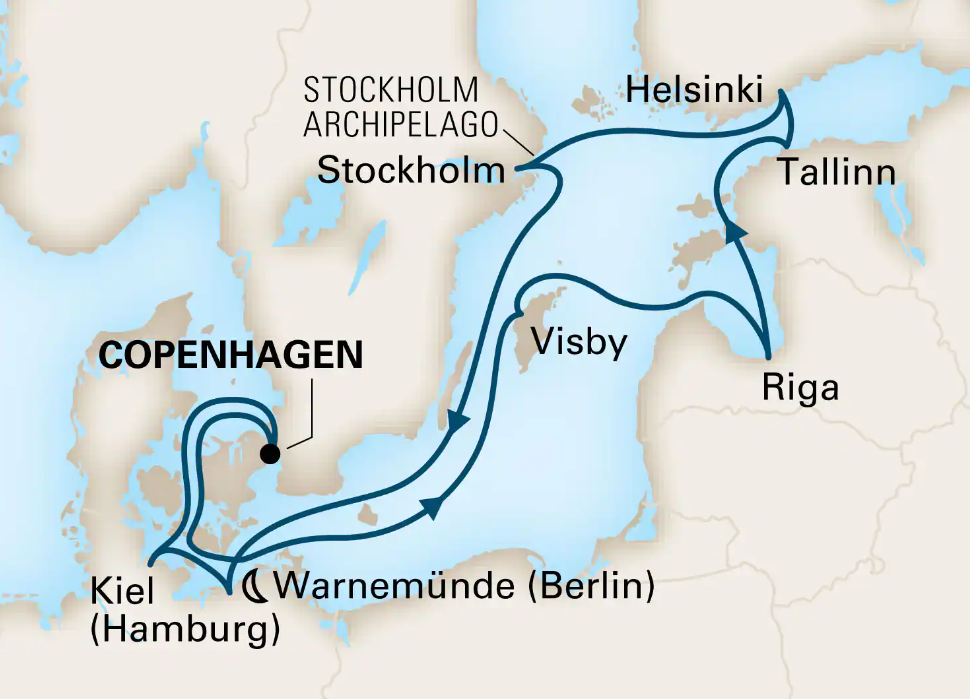 STOCKHOLM
ARCHIPELAGO
Stockholm
Helsinki
Tallinn
Visby
COPENHAGEN
Riga
Kiel
(Hamburg)
Warnemünde (Berlin)